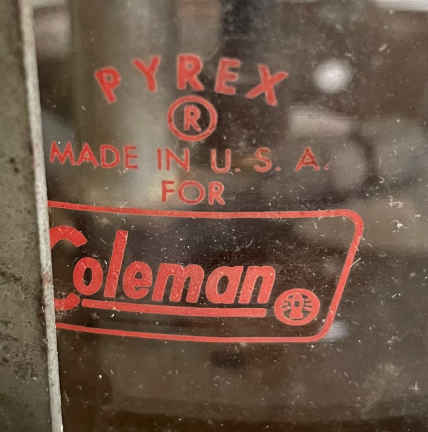 PYREX
®
MADE IN U.S.A.
FOR
Coleman